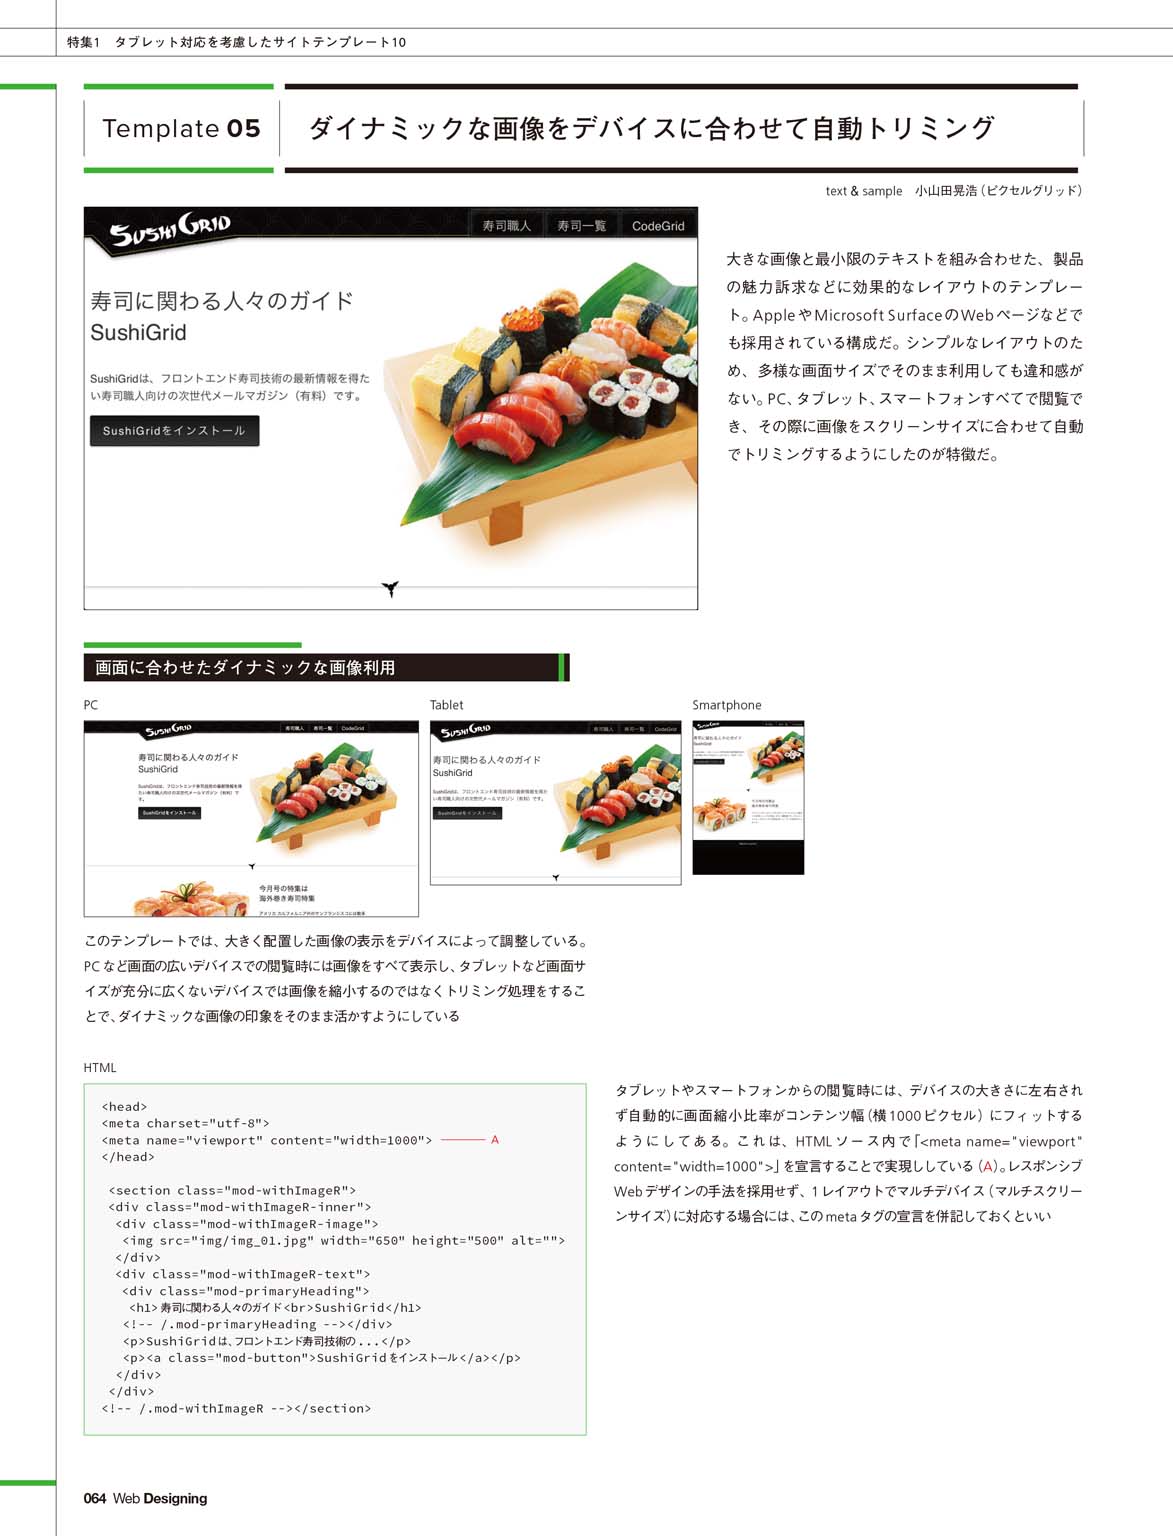 特集1 タブレット対応を考慮したサイトテンプレート10
Template 05
ダイナミックな画像をデバイスに合わせて自動トリミング
text & sample 小山田晃浩（ピクセルグリッド）
SUSHIGRID
寿司職人 寿司一覧 CodeGrid
寿司に関わる人々のガイド
SushiGrid
SushiGridは、フロントエンド寿司技術の最新情報を得た
い寿司職人向けの次世代メールマガジン（有料）です。
SushiGridをインストール
大きな画像と最小限のテキストを組み合わせた、製品
の魅力訴求などに効果的なレイアウトのテンプレー
ト。AppleやMicrosoft SurfaceのWebページなどで
も採用されている構成だ。シンプルなレイアウトのた
め、多様な画面サイズでそのまま利用しても違和感が
ない。PC、タブレット、スマートフォンすべてで閲覧で
き、その際に画像をスクリーンサイズに合わせて自動
でトリミングするようにしたのが特徴だ。
画面に合わせたダイナミックな画像利用
PC
SUSHIGRID
寿司職人 寿司一覧 CodeGrid
寿司に関わる人々のガイド
SushiGrid
SushiGridは、フロントエンド寿司技術の最新情報を得
たい寿司職人向けの次世代メールマガジン（有料）で
す。
SushiGridをインストール
今月号の特集は
海外巻き寿司特集
アメリカ カルフォルニア州のサンフランシスコには数多
Tablet
SUSHIGRID
寿司職人 寿司一覧 CodeGrid
寿司に関わる人々のガイド
SushiGrid
SushiGridは、フロントエンド寿司技術の最新情報を得た
い寿司職人向けの次世代メールマガジン（有料）です。
SushiGridをインストール
Smartphone
SUSHIGRID
寿司に関わる人々のガイド
SushiGrid
今月号の特集は
海外巻き寿司特集
このテンプレートでは、大きく配置した画像の表示をデバイスによって調整している。
PCなど画面の広いデバイスでの閲覧時には画像をすべて表示し、タブレットなど画面サ
イズが充分に広くないデバイスでは画像を縮小するのではなくトリミング処理をするこ
とで、ダイナミックな画像の印象をそのまま活かすようにしている
HTML
<head>
<meta charset="utf-8">
<meta name="viewport" content="width=1000"> A
</head>
<section class="mod-withImageR">
<div class="mod-withImageR-inner">
<div class="mod-withImageR-image">
<img src="img/img_01.jpg" width="650" height="500" alt="">
</div>
<div class="mod-withImageR-text">
<div class="mod-primaryHeading">
<h1>寿司に関わる人々のガイド<br>SushiGrid</h1>
<!-- /.mod-primaryHeading --></div>
<p>SushiGridは、フロントエンド寿司技術の...</p>
<p><a class="mod-button">SushiGridをインストール</a></p>
</div>
</div>
<!-- /.mod-withImageR --></section>
タブレットやスマートフォンからの閲覧時には、デバイスの大きさに左右され
ず自動的に画面縮小比率がコンテンツ幅（横1000ピクセル）にフィットする
ようにしてある。これは、HTMLソース内で「<meta name="viewport"
content="width=1000">」を宣言することで実現ししている（A）。レスポンシブ
Webデザインの手法を採用せず、1レイアウトでマルチデバイス（マルチスクリー
ンサイズ）に対応する場合には、このmetaタグの宣言を併記しておくといい
064 Web Designing